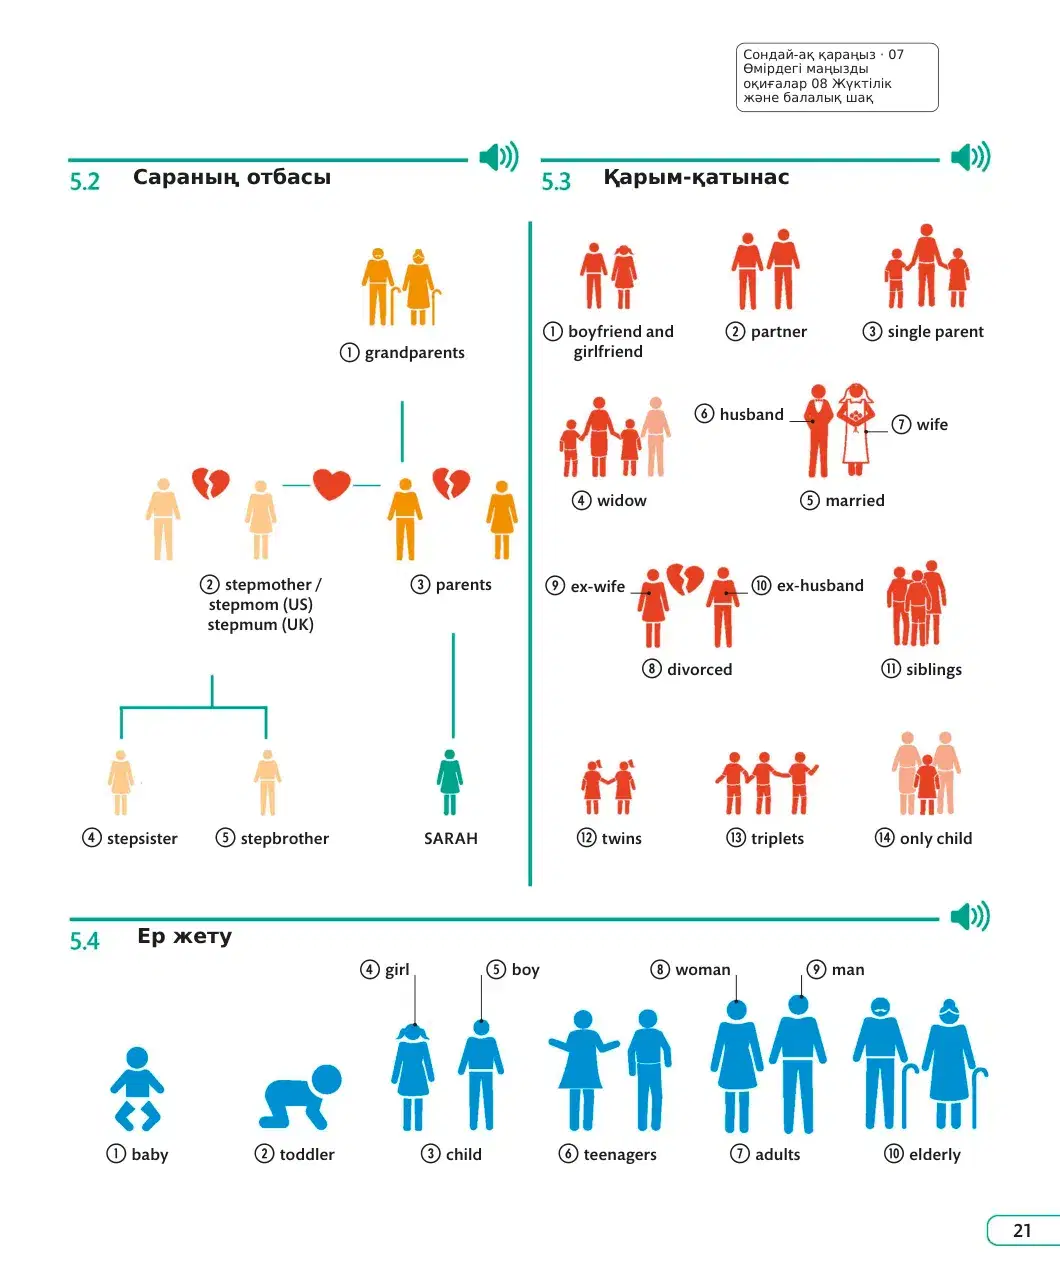 Сондай-ақ қараңыз · 07
Өмірдегі маңызды
оқиғалар 08 Жүктілік
және балалық шақ
5.2 Сараның отбасы
① grandparents
② stepmother /
stepmom (US)
stepmum (UK)
③ parents
④ stepsister
⑤ stepbrother
SARAH
5.3 Қарым-қатынас
① boyfriend and
girlfriend
② partner
③ single parent
④ widow
⑥ husband
⑦ wife
⑤ married
⑨ ex-wife
⑩ ex-husband
⑧ divorced
⑪ siblings
⑫ twins
⑬ triplets
⑭ only child
5.4 Ер жету
④ girl
⑤ boy
⑧ woman
⑨ man
① baby
② toddler
③ child
⑥ teenagers
⑦ adults
⑩ elderly
21